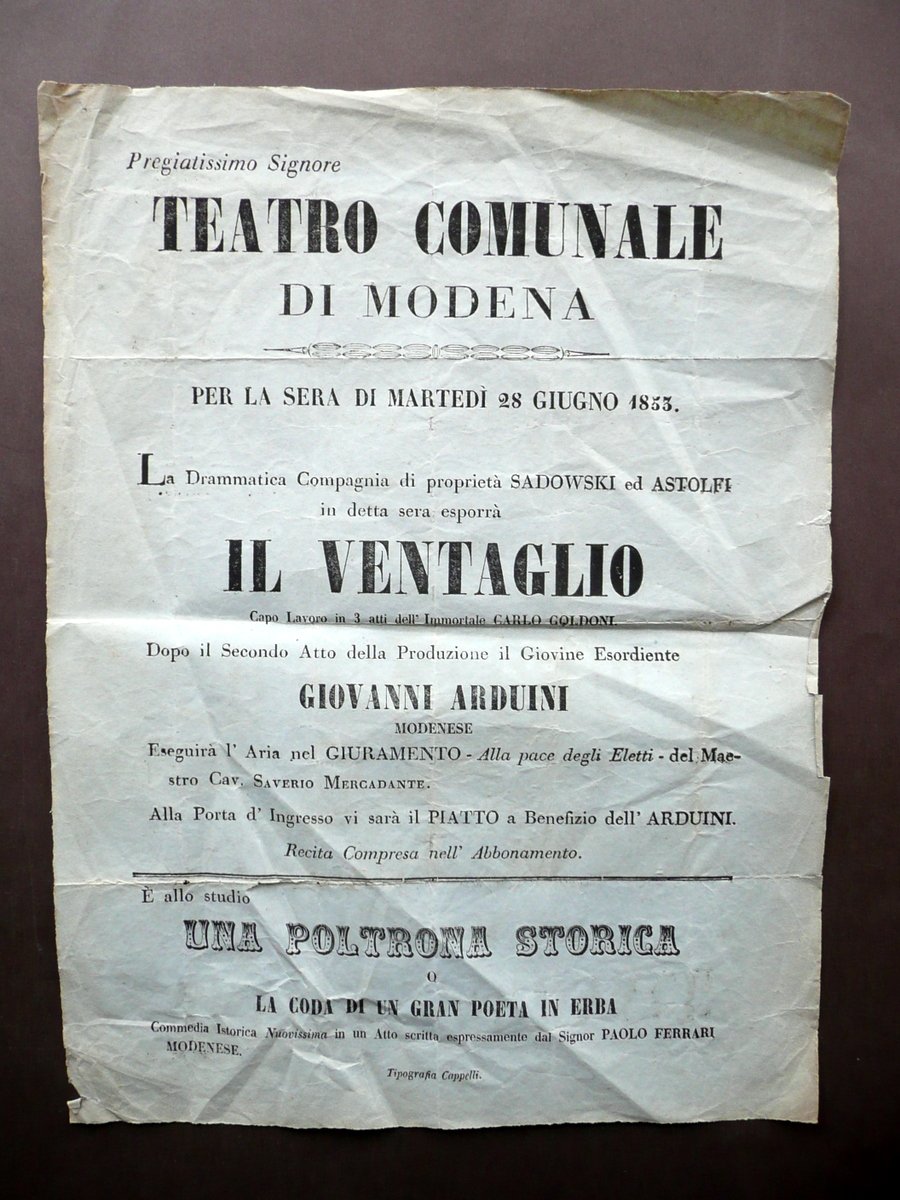 Pregiatissimo Signore
TEATRO COMUNALE
DI MODENA
PER LA SERA DI MARTEDÌ 28 GIUGNO 1853.
La Drammatica Compagnia di proprietà SADOWSKI ed ASTOLFI
in detta sera esporrà
IL VENTAGLIO
Capo Lavoro in 3 atti dell' Immortale CARLO GOLDONI.
Dopo il Secondo Atto della Produzione il Giovine Esordiente
GIOVANNI ARDUINI
MODENESE
Eseguirà l' Aria nel GIURAMENTO - Alla pace degli Eletti - del Mae-
stro Cav. SAVERIO MERCADANTE.
Alla Porta d' Ingresso vi sarà il PIATTO a Benefizio dell' ARDUINI.
Recita Compresa nell' Abbonamento.
È allo studio
UNA POLTRONA STORICA
O
LA CODA DI UN GRAN POETA IN ERBA
Commedia Istorica Nuovissima in un Atto scritta espressamente dal Signor PAOLO FERRARI
MODENESE.
Tipografia Cappelli.